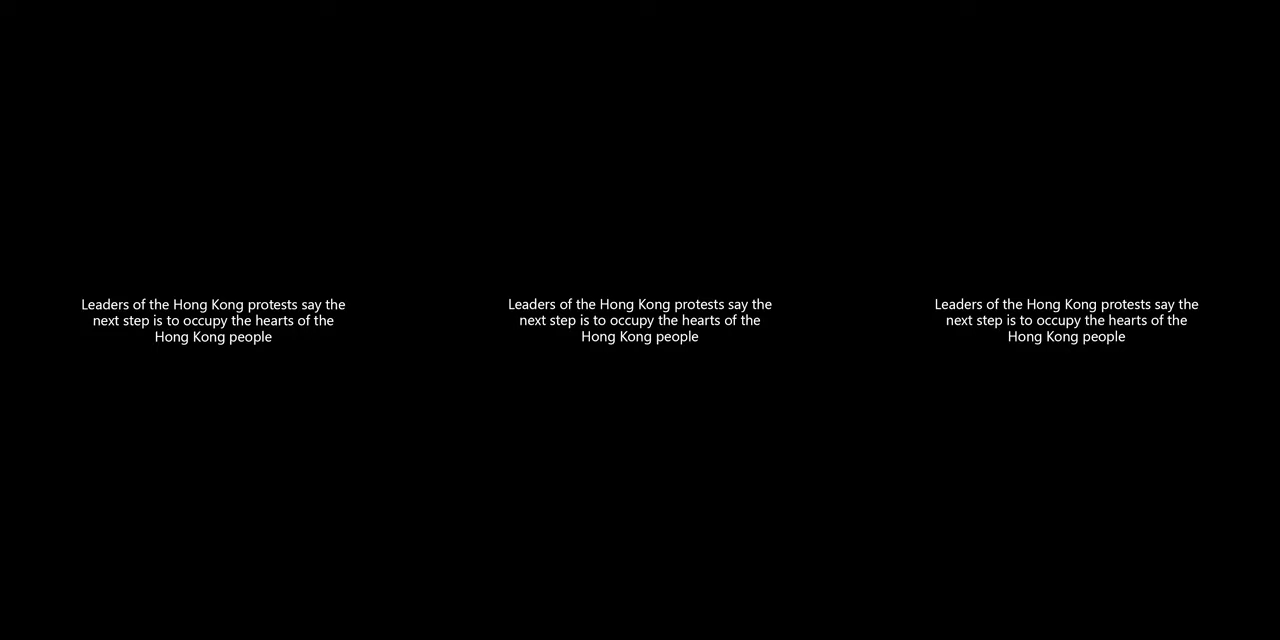 Leaders of the Hong Kong protests say the
next step is to occupy the hearts of the
Hong Kong people
Leaders of the Hong Kong protests say the
next step is to occupy the hearts of the
Hong Kong people
Leaders of the Hong Kong protests say the
next step is to occupy the hearts of the
Hong Kong people